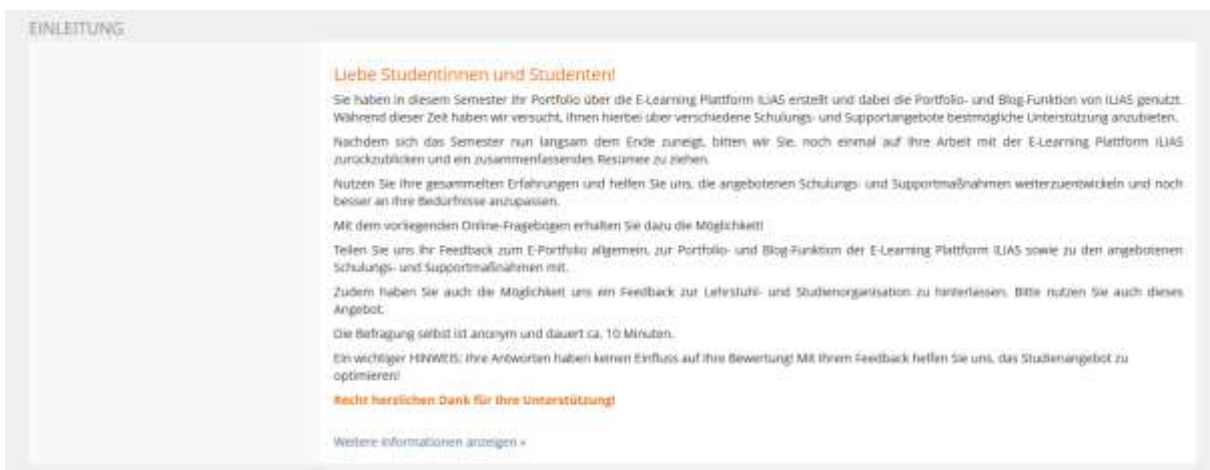 EINLEITUNG
Liebe Studentinnen und Studenten!
Sie haben in diesem Semester Ihr Portfolio über die E-Learning Plattform ILIAS erstellt und dabei die Portfolio- und Blog-Funktion von ILIAS genutzt.
Während dieser Zeit haben wir versucht, Ihnen hierbei über verschiedene Schulungs- und Supportangebote bestmögliche Unterstützung anzubieten.
Nachdem sich das Semester nun langsam dem Ende zuneigt, bitten wir Sie, noch einmal auf Ihre Arbeit mit der E-Learning Plattform ILIAS
zurückzublicken und ein zusammenfassendes Resümee zu ziehen.
Nutzen Sie Ihre gesammelten Erfahrungen und helfen Sie uns, die angebotenen Schulungs- und Supportmaßnahmen weiterzuentwickeln und noch
besser an Ihre Bedürfnisse anzupassen.
Mit dem vorliegenden Online-Fragebogen erhalten Sie dazu die Möglichkeit!
Teilen Sie uns Ihr Feedback zum E-Portfolio allgemein, zur Portfolio- und Blog-Funktion der E-Learning Plattform ILIAS sowie zu den angebotenen
Schulungs- und Supportmaßnahmen mit.
Zudem haben Sie auch die Möglichkeit uns ein Feedback zur Lehrstuhl- und Studienorganisation zu hinterlassen. Bitte nutzen Sie auch dieses
Angebot.
Die Befragung selbst ist anonym und dauert ca. 10 Minuten.
Ein wichtiger HINWEIS: Ihre Antworten haben keinen Einfluss auf Ihre Bewertung! Mit Ihrem Feedback helfen Sie uns, das Studienangebot zu
optimieren!
Recht herzlichen Dank für Ihre Unterstützung!
Weitere Informationen anzeigen »